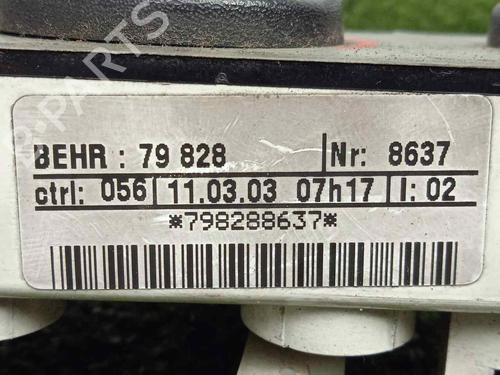 BEHR : 79 828 Nr: 8637
ctrl: 056 11.03.03 07h17 I: 02
*798288637*